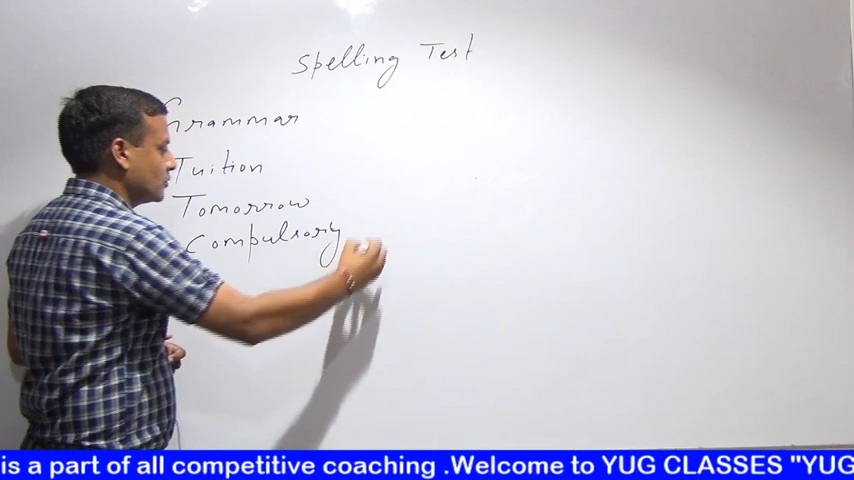 Spelling Test
Grammar
Tuition
Tomorrow
Compulsory
is a part of all competitive coaching .Welcome to YUG CLASSES "YUG